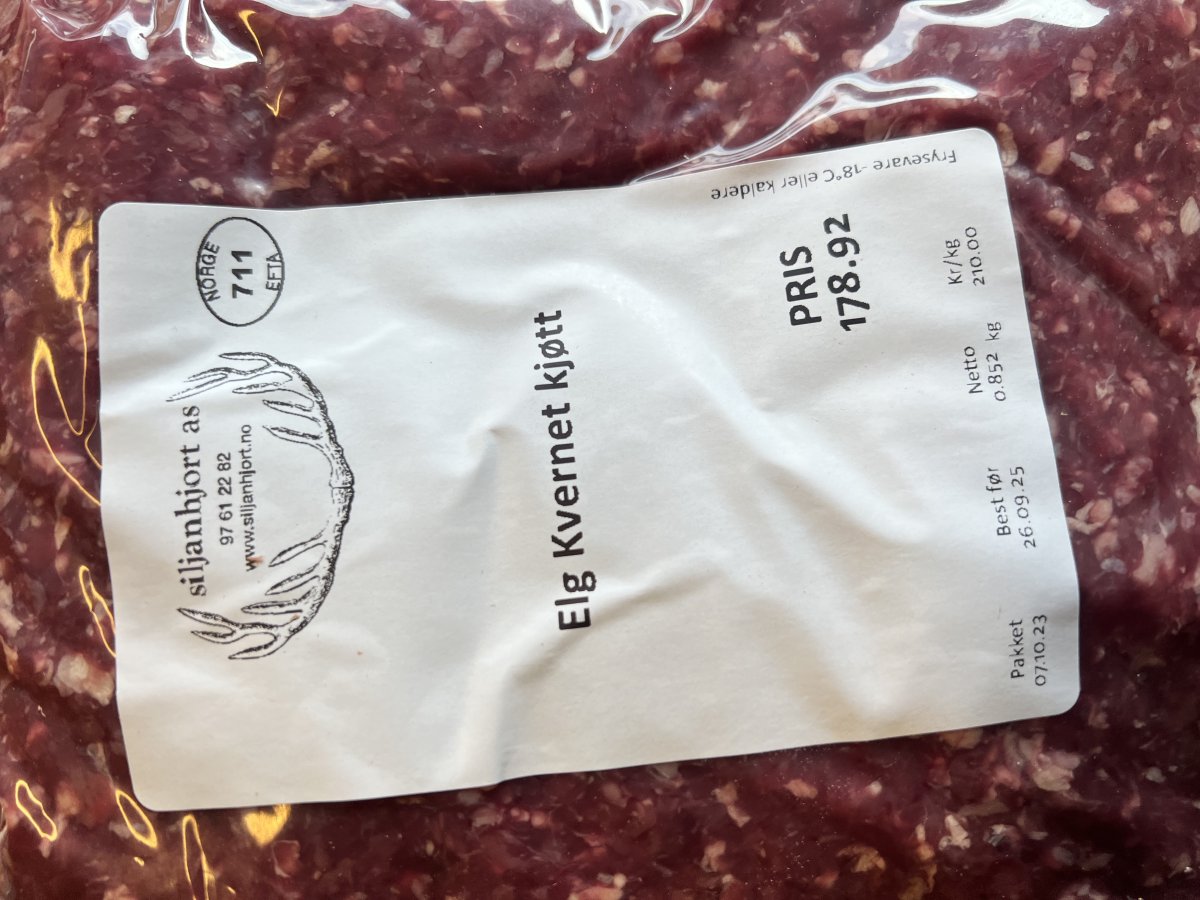 siljanhjort as
97 61 22 82
www.siljanhjort.no
NORGE
711
EFTA
Elg Kvernet kjøtt
PRIS
178.92
Frysevare -18°C eller kaldere
Pakket
07.10.23
Best før
26.09.25
Netto
0.852 kg
Kr/kg
210.00